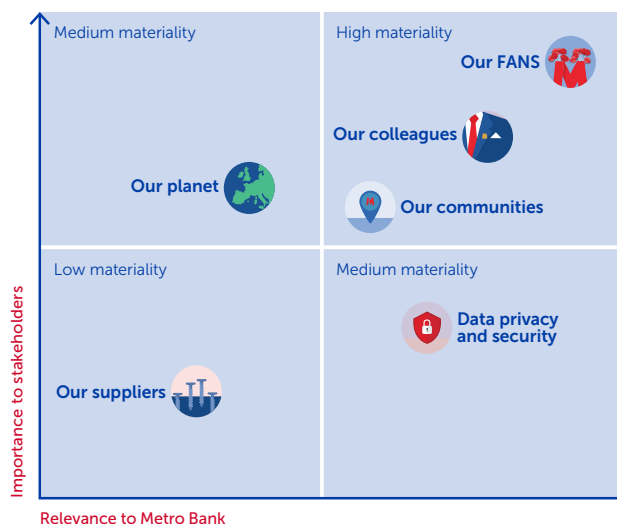 Medium materiality
High materiality
Our FANS
Our colleagues
Our planet
Our communities
Low materiality
Medium materiality
Data privacy
and security
Our suppliers
Importance to stakeholders
Relevance to Metro Bank